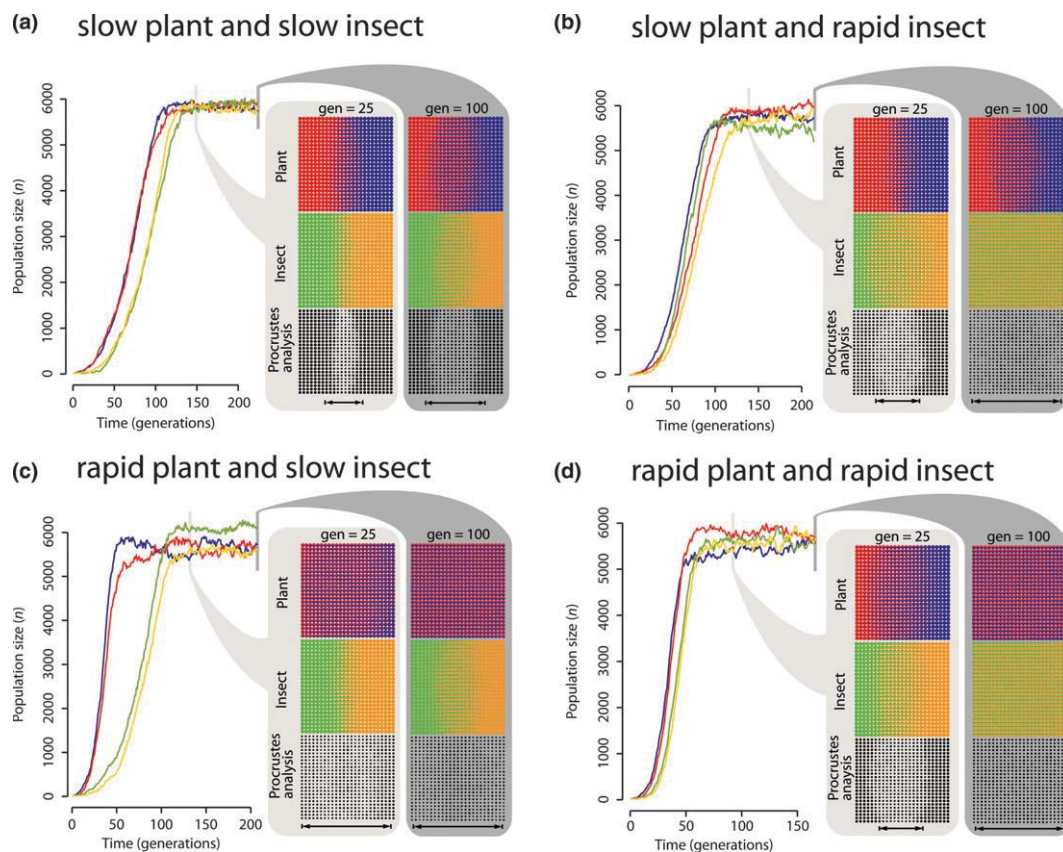 (a) slow plant and slow insect
gen = 25 gen = 100
Population size (n)
0 1000 2000 3000 4000 5000 6000
Plant
Insect
Procrustes
analysis
0 50 100 150 200
Time (generations)
(b) slow plant and rapid insect
gen = 25 gen = 100
Population size (n)
0 1000 2000 3000 4000 5000 6000
Plant
Insect
Procrustes
analysis
0 50 100 150 200
Time (generations)
(c) rapid plant and slow insect
gen = 25 gen = 100
Population size (n)
0 1000 2000 3000 4000 5000 6000
Plant
Insect
Procrustes
analysis
0 50 100 150 200
Time (generations)
(d) rapid plant and rapid insect
gen = 25 gen = 100
Population size (n)
0 1000 2000 3000 4000 5000 6000
Plant
Insect
Procrustes
anaysis
0 50 100 150
Time (generations)